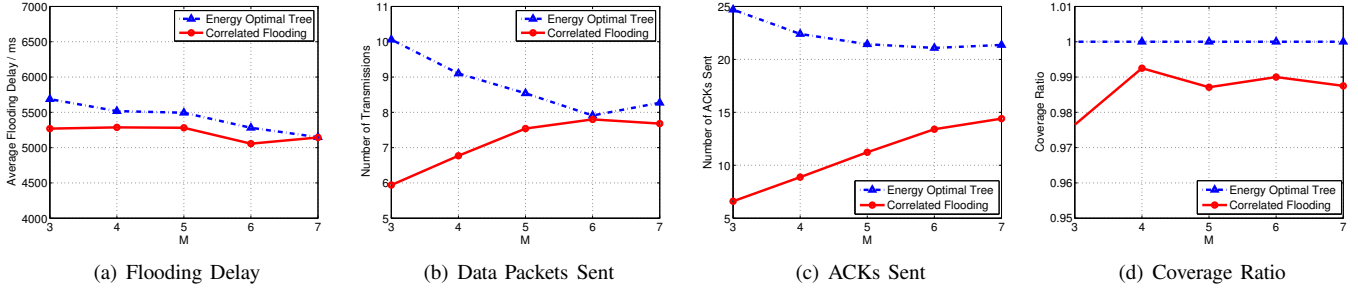 7000
6500
6000
5500
5000
4500
4000
3
4
5
6
7
M
Average Flooding Delay / ms
Energy Optimal Tree
Correlated Flooding
(a) Flooding Delay
11
10
9
8
7
6
5
3
4
5
6
7
M
Number of Transmissions
Energy Optimal Tree
Correlated Flooding
(b) Data Packets Sent
25
20
15
10
5
3
4
5
6
7
M
Number of ACKs Sent
Energy Optimal Tree
Correlated Flooding
(c) ACKs Sent
1.01
1
0.99
0.98
0.97
0.96
0.95
3
4
5
6
7
M
Coverage Ratio
Energy Optimal Tree
Correlated Flooding
(d) Coverage Ratio